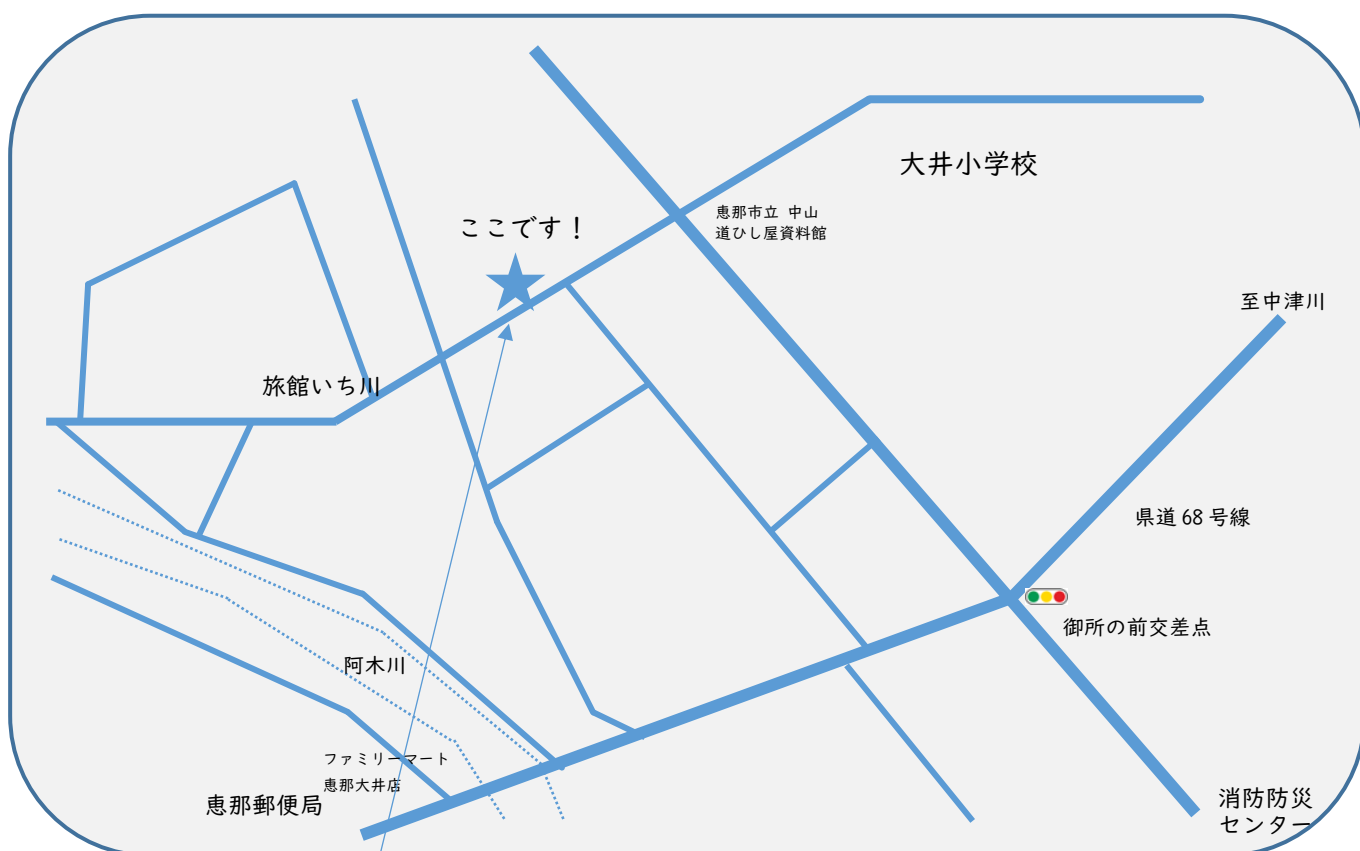 大井小学校
恵那市立 中山
道ひし屋資料館
ここです！
至中津川
旅館いち川
県道 68 号線
御所の前交差点
阿木川
ファミリーマート
恵那大井店
恵那郵便局
消防防災
センター